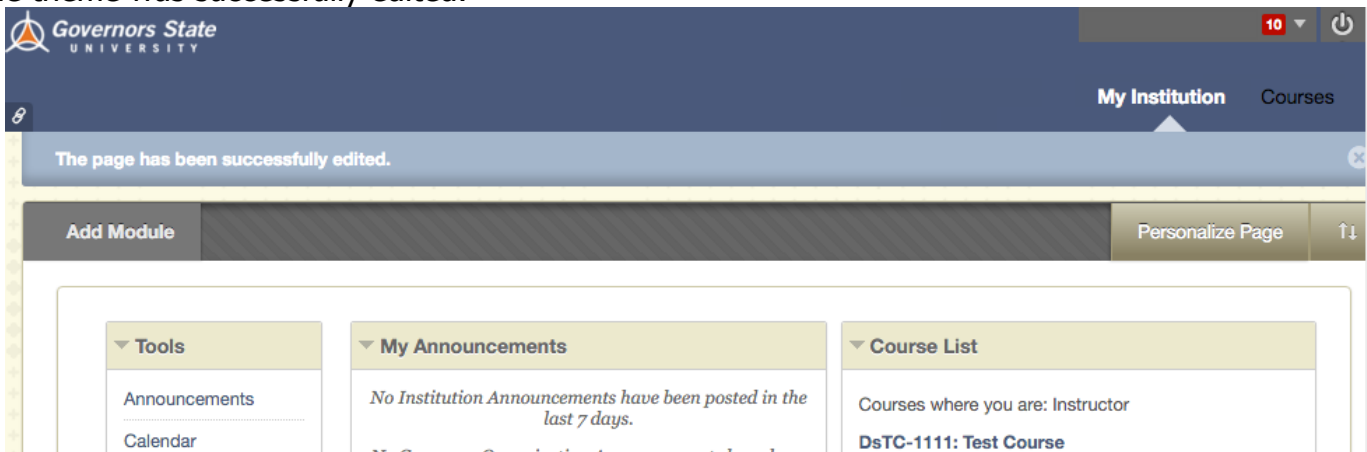 Governors State
UNIVERSITY
10
My Institution Courses
The page has been successfully edited.
Add Module
Personalize Page
Tools
Announcements
Calendar
My Announcements
No Institution Announcements have been posted in the
last 7 days.
Course List
Courses where you are: Instructor
DsTC-1111: Test Course